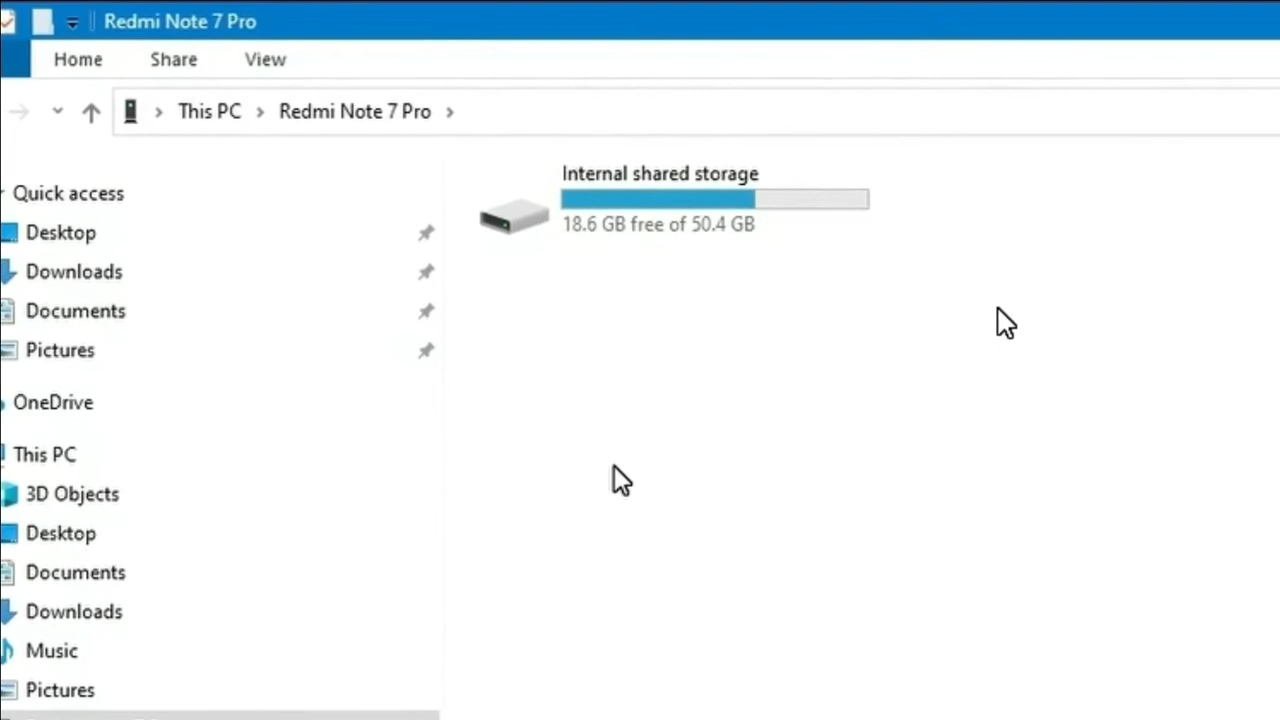 Redmi Note 7 Pro
Home Share View
This PC Redmi Note 7 Pro
Internal shared storage
18.6 GB free of 50.4 GB
Quick access
Desktop
Downloads
Documents
Pictures
OneDrive
This PC
3D Objects
Desktop
Documents
Downloads
Music
Pictures